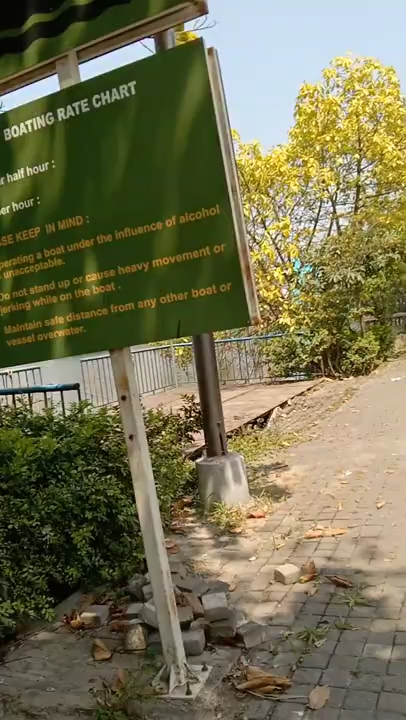 BOATING RATE CHART
r half hour :
er hour :
ASE KEEP IN MIND :
perating a boat under the influence of alcohol
unacceptable.
Do not stand up or cause heavy movement or
jerking while on the boat .
Maintain safe distance from any other boat or
vessel overwater.